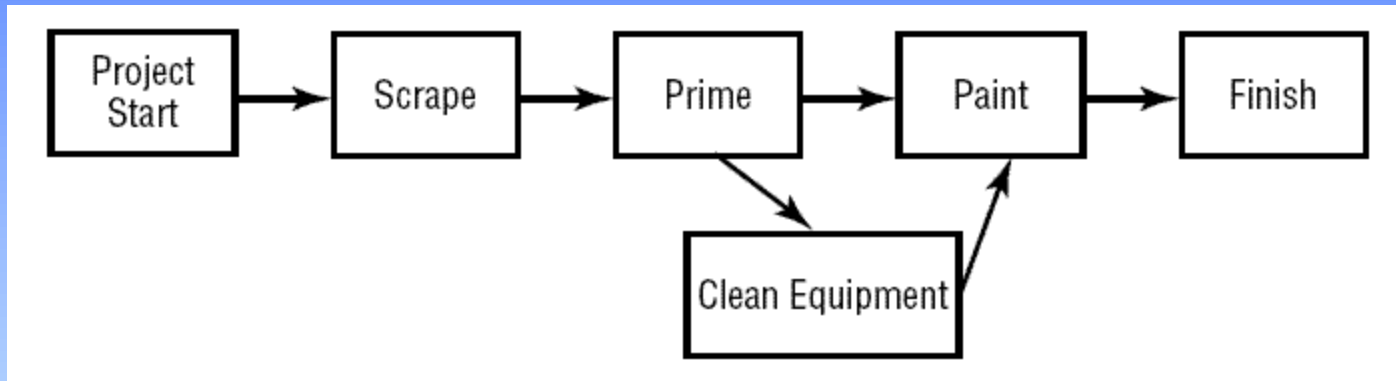 Project
Start
Scrape
Prime
Paint
Finish
Clean Equipment